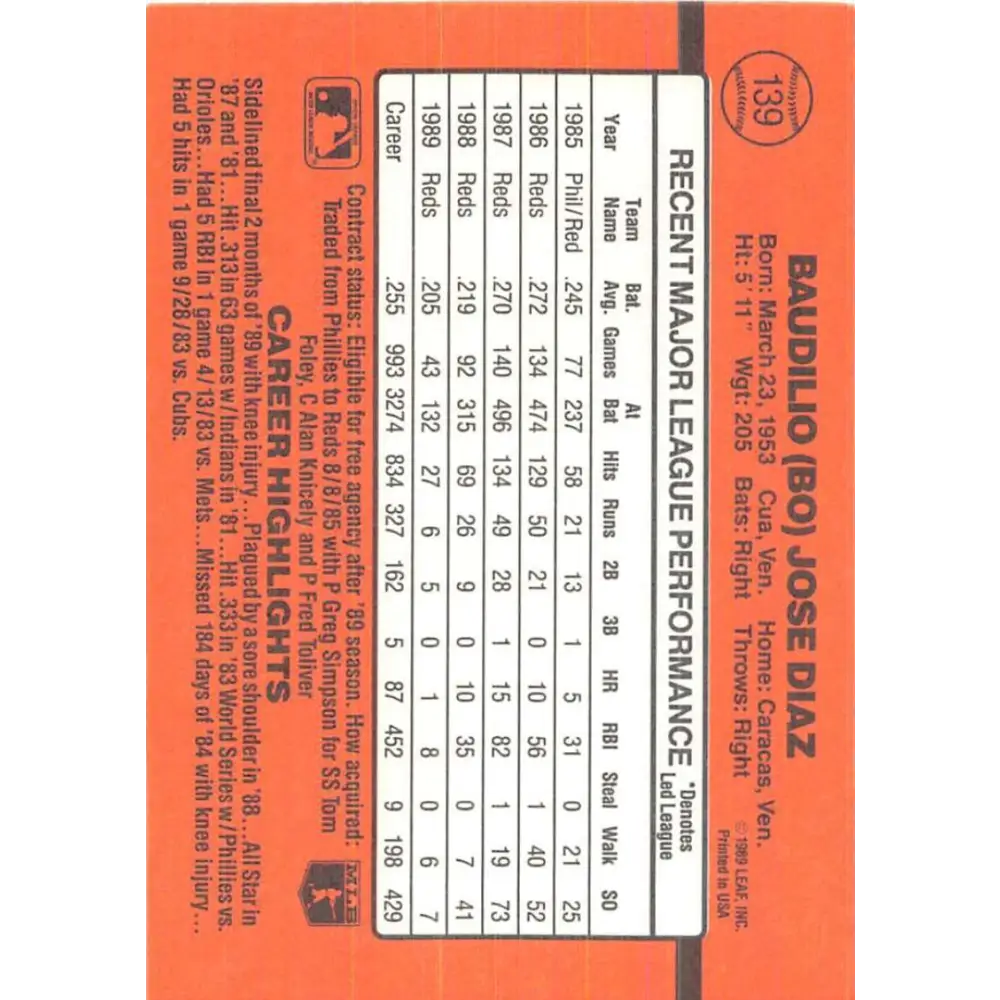 139
BAUDILIO (BO) JOSE DIAZ
Born: March 23, 1953 Cua, Ven. Home: Caracas, Ven.
Ht: 5'11" Wgt: 205 Bats: Right Throws: Right
© 1989 LEAF, INC.
Printed in USA
RECENT MAJOR LEAGUE PERFORMANCE *Denotes Led League
Year Team Name Bat. Avg. Games At Bat Hits Runs 2B 3B HR RBI Steal Walk SO
1985 Phil/Red .245 77 237 58 21 13 1 5 31 0 21 25
1986 Reds .272 134 474 129 50 21 0 10 56 1 40 52
1987 Reds .270 140 496 134 49 28 1 15 82 1 19 73
1988 Reds .219 92 315 69 26 9 0 10 35 0 7 41
1989 Reds .205 43 132 27 6 5 0 1 8 0 6 7
Career .255 993 3274 834 327 162 5 87 452 9 198 429
Contract status: Eligible for free agency after '89 season. How acquired:
Traded from Phillies to Reds 8/8/85 with P Greg Simpson for SS Tom
Foley, C Alan Knicely and P Fred Toliver
MLB
CAREER HIGHLIGHTS
Sidelined final 2 months of '89 with knee injury...Plagued by a sore shoulder in '88...All Star in
'87 and '81...Hit .313 in 63 games w/Indians in '81...Hit .333 in '83 World Series w/Phillies vs.
Orioles...Had 5 RBI in 1 game 4/13/83 vs. Mets...Missed 184 days of '84 with knee injury...
Had 5 hits in 1 game 9/28/83 vs. Cubs.